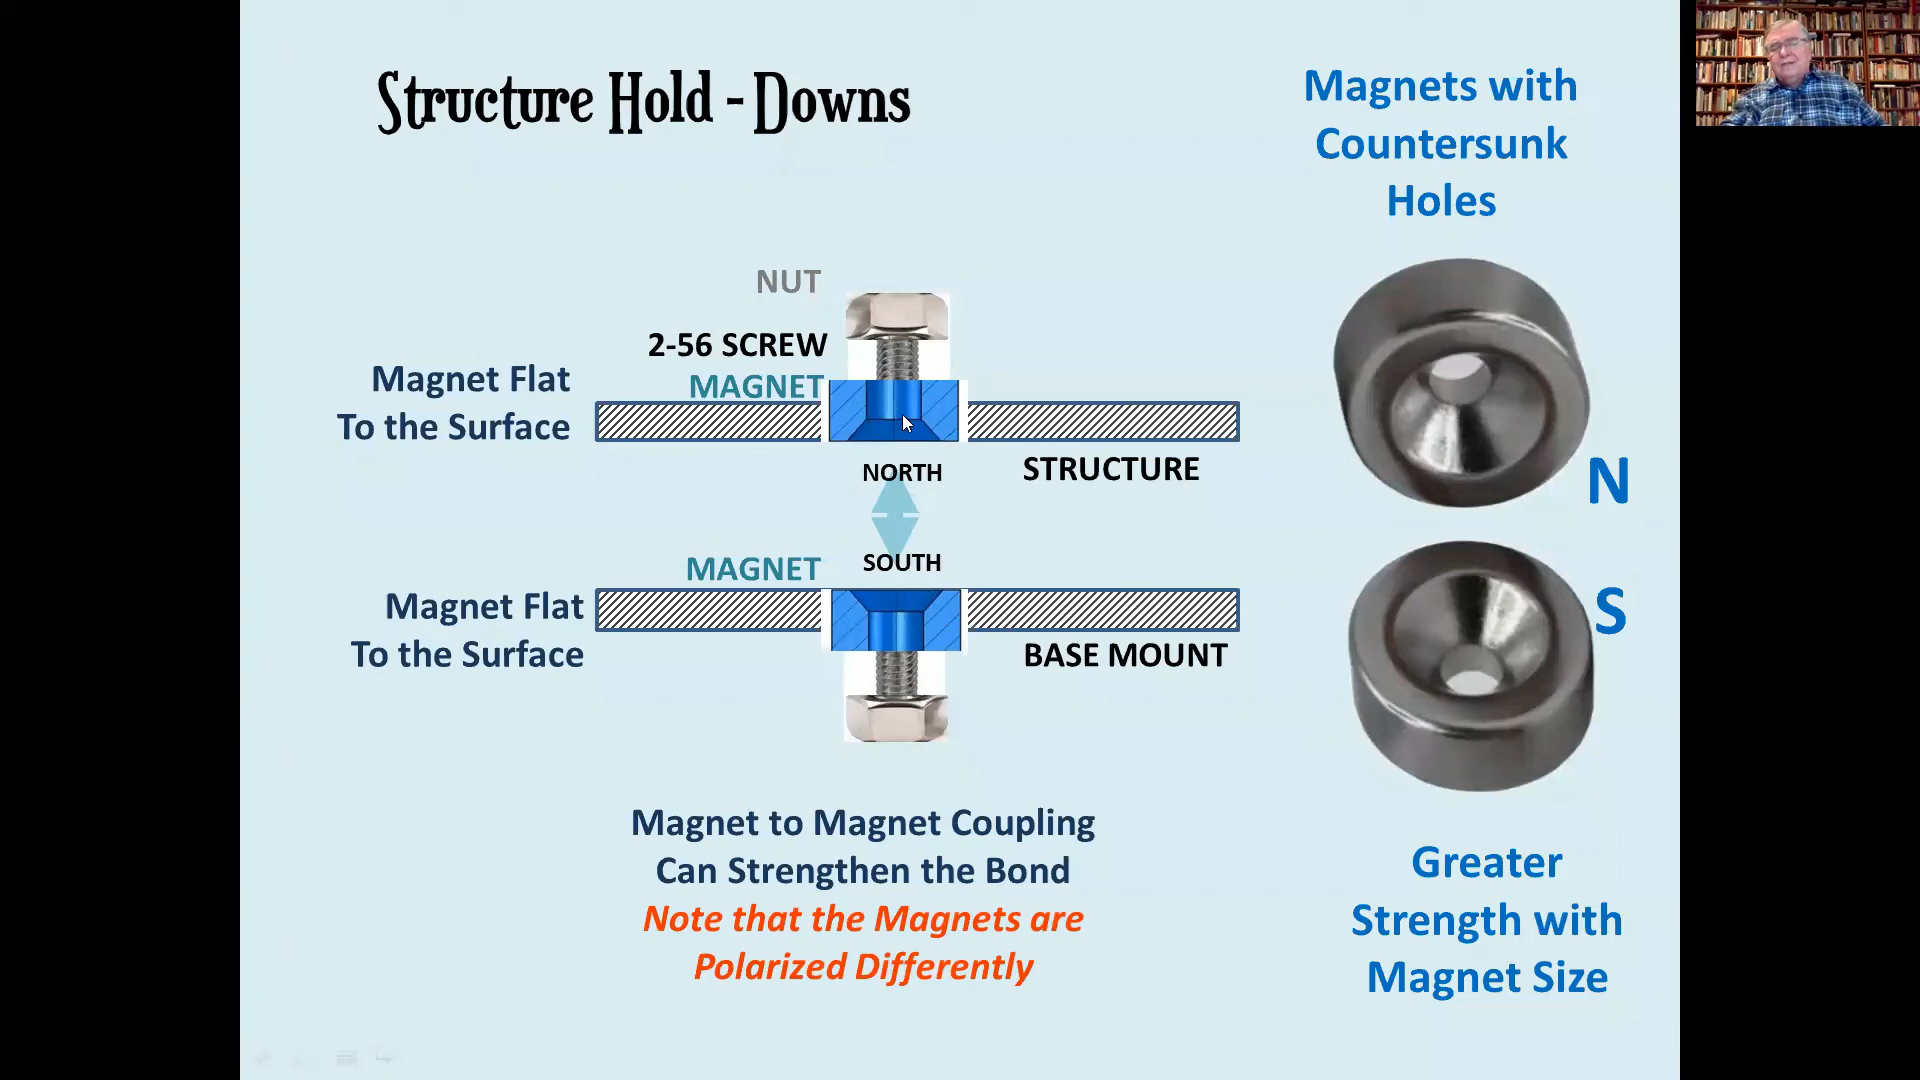 Structure Hold - Downs
Magnets with
Countersunk
Holes
NUT
2-56 SCREW
MAGNET
Magnet Flat
To the Surface
NORTH
STRUCTURE
N
SOUTH
MAGNET
Magnet Flat
To the Surface
S
BASE MOUNT
Magnet to Magnet Coupling
Can Strengthen the Bond
Note that the Magnets are
Polarized Differently
Greater
Strength with
Magnet Size